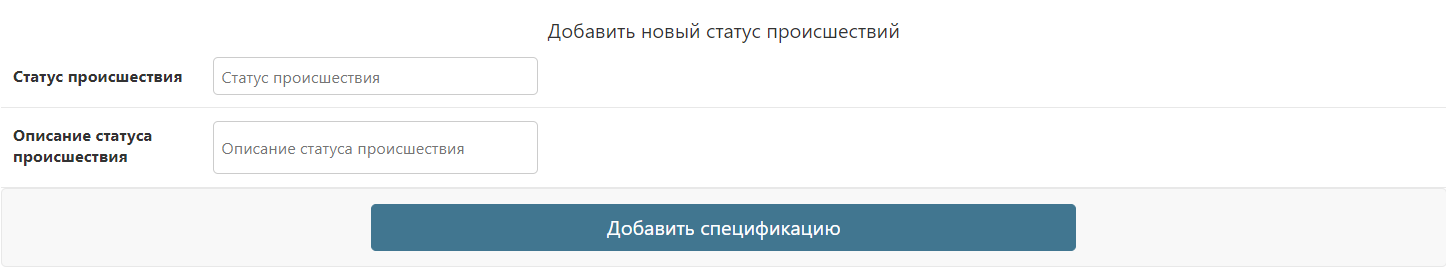 Добавить новый статус происшествий
Статус происшествия
Статус происшествия
Описание статуса
происшествия
Описание статуса происшествия
Добавить спецификацию